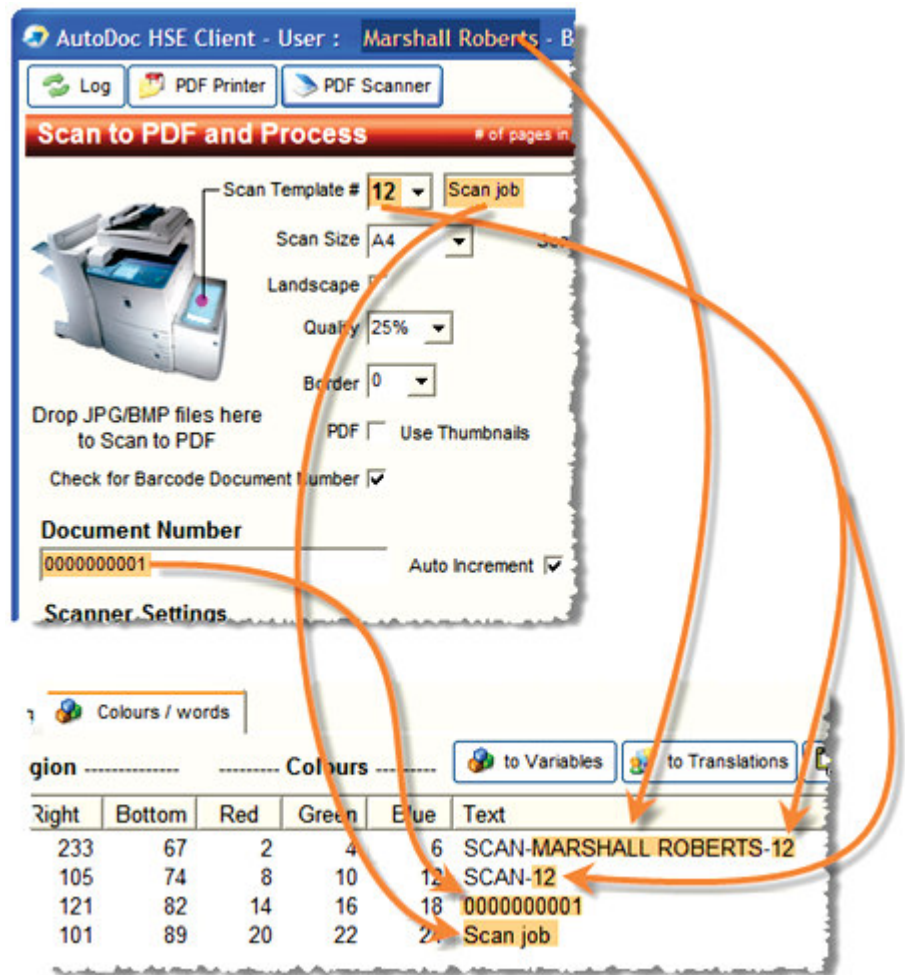 AutoDoc HSE Client - User : Marshall Roberts - B
Log PDF Printer PDF Scanner
Scan to PDF and Process # of pages in
Scan Template # 12 Scan job
Scan Size A4
Landscape
Quality 25%
Border 0
Drop JPG/BMP files here
to Scan to PDF
PDF Use Thumbnails
Check for Barcode Document Number
Document Number
0000000001 Auto Increment
Scanner Settings
Colours / words
gion ---------------- ---------- Colours ---------- to Variables to Translations
Right Bottom Red Green Blue Text
233 67 2 4 6 SCAN-MARSHALL ROBERTS-12
105 74 8 10 12 SCAN-12
121 82 14 16 18 0000000001
101 89 20 22 24 Scan job